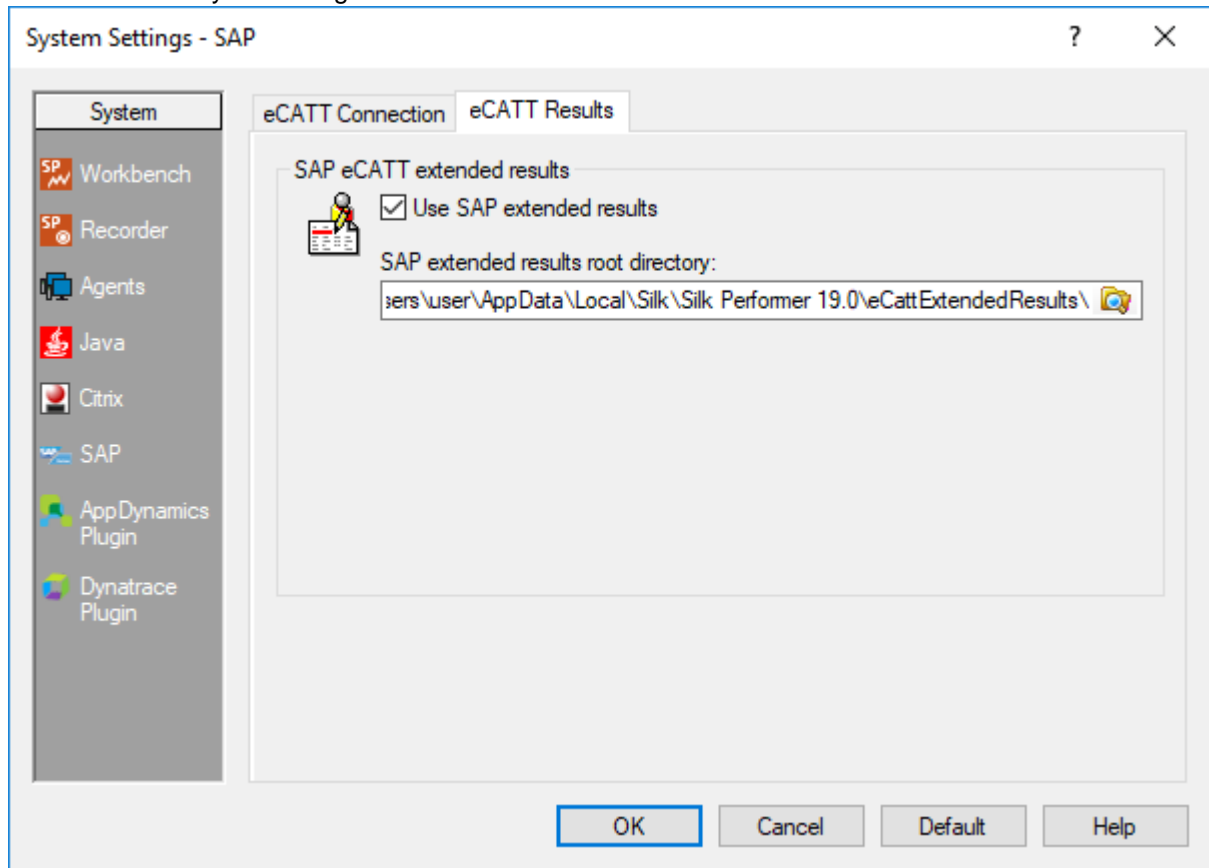 System Settings - SAP
?
System
eCATT Connection
eCATT Results
Workbench
Recorder
Agents
Java
Citrix
SAP
AppDynamics
Plugin
Dynatrace
Plugin
SAP eCATT extended results
Use SAP extended results
SAP extended results root directory:
sers\user\AppData\Local\Silk\Silk Performer 19.0\eCattExtendedResults\
OK
Cancel
Default
Help